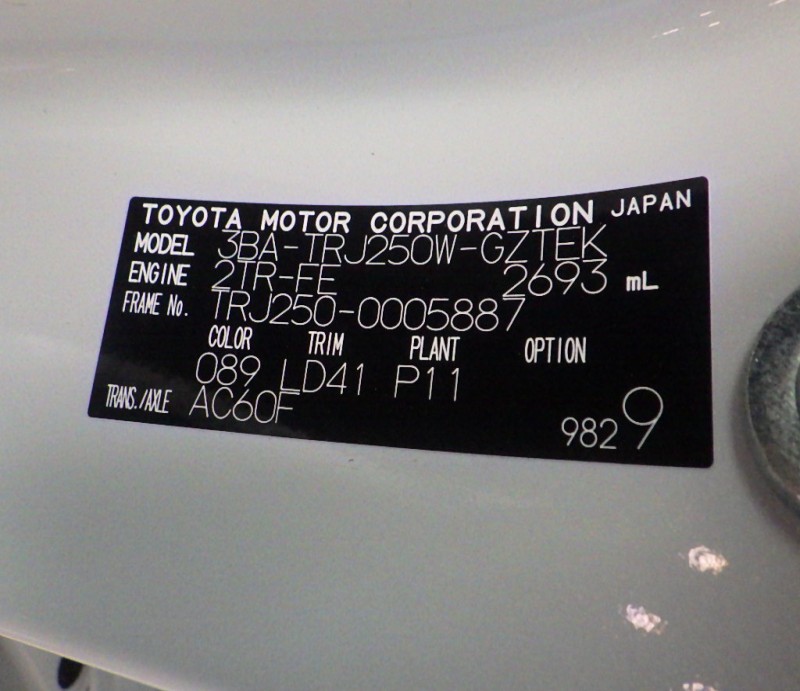 TOYOTA MOTOR CORPORATION JAPAN
MODEL 3BA-TRJ250W-GZTEK
ENGINE 2TR-FE 2693 mL
FRAME No. TRJ250-0005887
COLOR TRIM PLANT OPTION
089 LD41 P11
TRANS./AXLE AC60F
9829